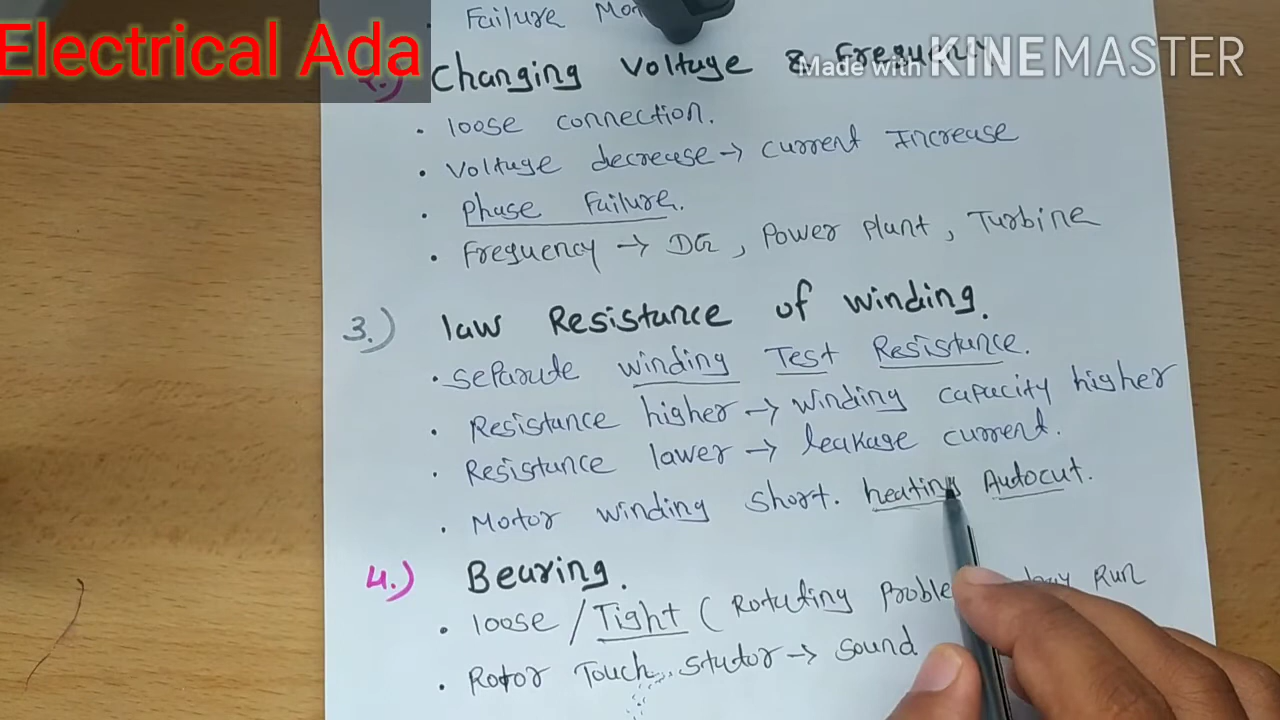 Failure
Electrical Ada
Made with KINEMASTER
2.) Changing Voltage & Frequency
• loose connection.
• Voltage decrease → current Increase
• Phase Failure.
• Frequency → DG, Power Plant, Turbine
3.) law Resistance of winding.
• Separate winding Test Resistance.
• Resistance higher → winding capacity higher
• Resistance lawer → leakage current.
• Motor winding short. heating Autocut.
4.) Bearing.
• loose / Tight ( Rotating Run
• Rotor Touch stator → Sound